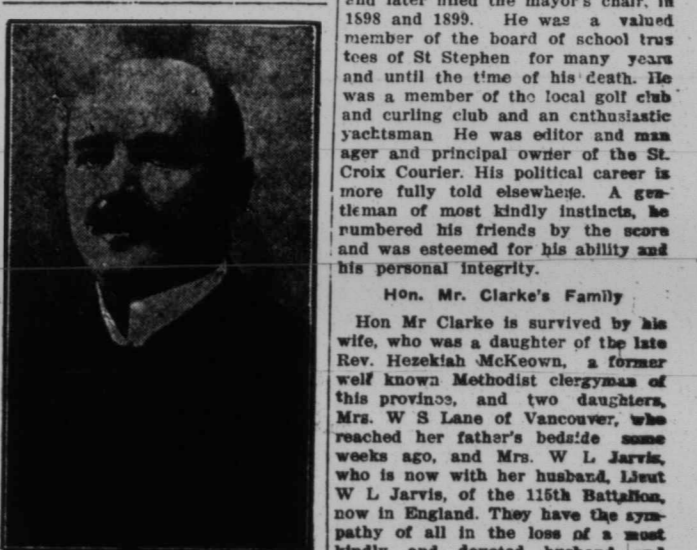 and later filled the mayor's chair. in
1898 and 1899. He was a valued
member of the board of school trus
tees of St Stephen for many years
and until the time of his death. He
was a member of the local golf club
and curling club and an enthusiastic
yachtsman He was editor and man
ager and principal owner of the St.
Croix Courier. His political career is
more fully told elsewhere. A gen-
tleman of most kindly instincts, he
numbered his friends by the score
and was esteemed for his ability and
his personal integrity.
Hon. Mr. Clarke's Family
Hon Mr Clarke is survived by his
wife, who was a daughter of the late
Rev. Hezekiah McKeown, a former
well known Methodist clergyman of
this province, and two daughters,
Mrs. W S Lane of Vancouver, who
reached her father's bedside some
weeks ago, and Mrs. W L Jarvis,
who is now with her husband, Lieut
W L Jarvis, of the 115th Battalion,
now in England. They have the sym-
pathy of all in the loss of a most
kindly and devoted husband and